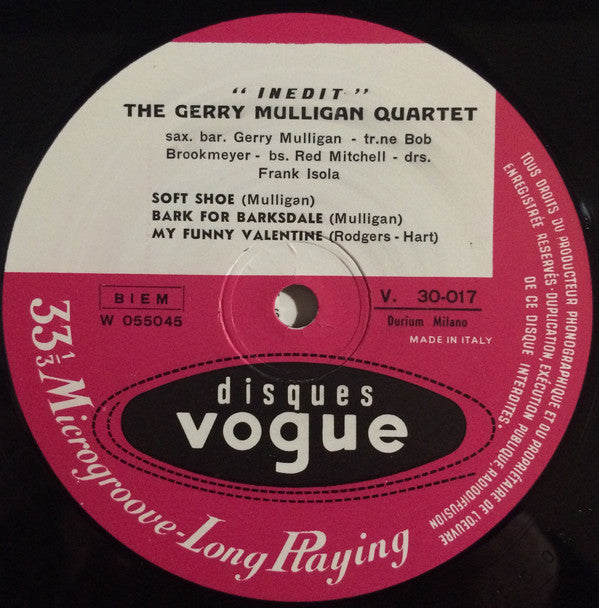 “ INEDIT ”
THE GERRY MULLIGAN QUARTET
sax. bar. Gerry Mulligan - tr.ne Bob
Brookmeyer - bs. Red Mitchell - drs.
Frank Isola
SOFT SHOE (Mulligan)
BARK FOR BARKSDALE (Mulligan)
MY FUNNY VALENTINE (Rodgers - Hart)
BIEM
W 055045
V. 30-017
Durium Milano
MADE IN ITALY
disques
vogue
33 1/3 Microgroove-Long Playing
TOUS DROITS DU PRODUCTEUR PHONOGRAPHIQUE ET DU PROPRIÉTAIRE DE L'OEUVRE
ENREGISTRÉE RESERVÉS · DUPLICATION, EXÉCUTION PUBLIQUE, RADIODIFFUSION
DE CE DISQUE INTERDITES